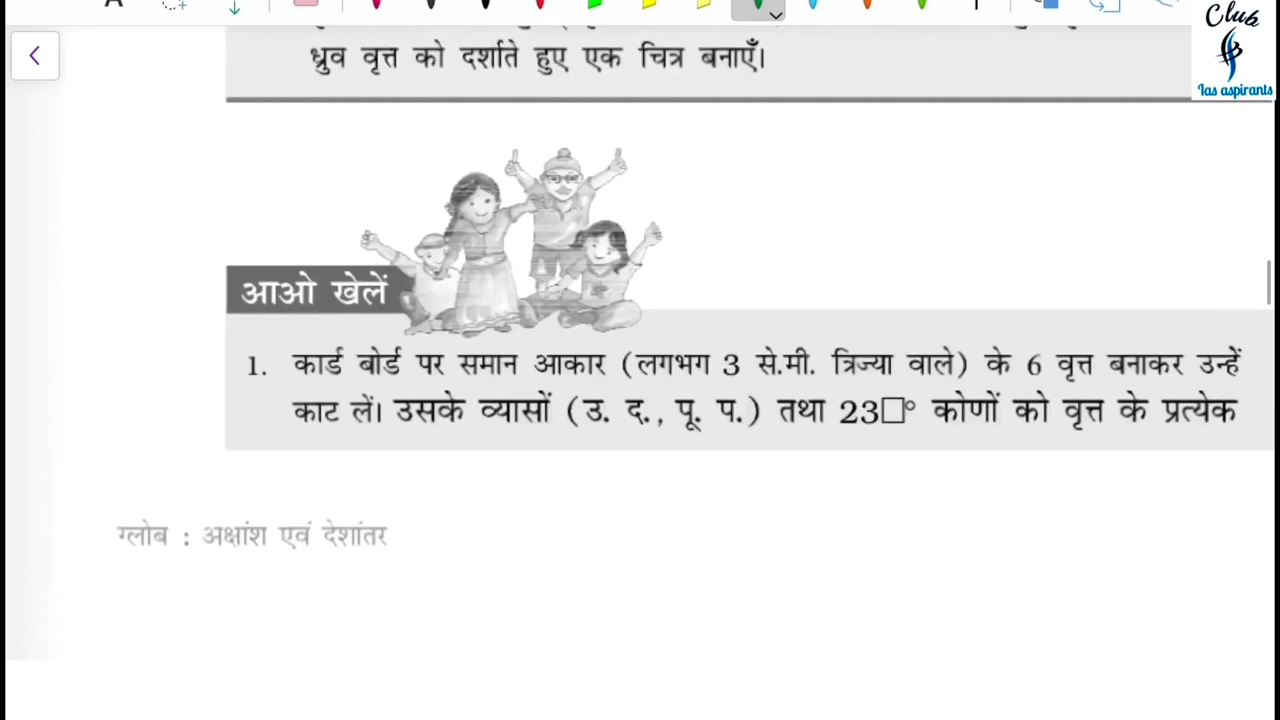 Club
Ias aspirants
ध्रुव वृत्त को दर्शाते हुए एक चित्र बनाएँ।
आओ खेलें
1. कार्ड बोर्ड पर समान आकार (लगभग 3 से.मी. त्रिज्या वाले) के 6 वृत्त बनाकर उन्हें
काट लें। उसके व्यासों (उ. द., पू. प.) तथा 23□° कोणों को वृत्त के प्रत्येक
ग्लोब : अक्षांश एवं देशांतर